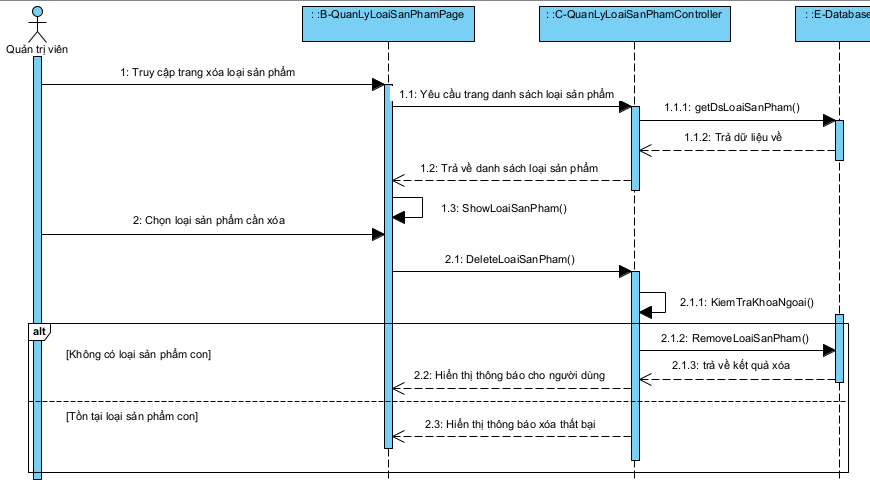 : :B-QuanLyLoaiSanPhamPage
: :C-QuanLyLoaiSanPhamController
: :E-Database
Quản trị viên
1: Truy cập trang xóa loại sản phẩm
1.1: Yêu cầu trang danh sách loại sản phẩm
1.1.1: getDsLoaiSanPham()
1.1.2: Trả dữ liệu về
1.2: Trả về danh sách loại sản phẩm
1.3: ShowLoaiSanPham()
2: Chọn loại sản phẩm cần xóa
2.1: DeleteLoaiSanPham()
2.1.1: KiemTraKhoaNgoai()
alt
2.1.2: RemoveLoaiSanPham()
[Không có loại sản phẩm con]
2.1.3: trả về kết quả xóa
2.2: Hiển thị thông báo cho người dùng
[Tồn tại loại sản phẩm con]
2.3: Hiển thị thông báo xóa thất bại